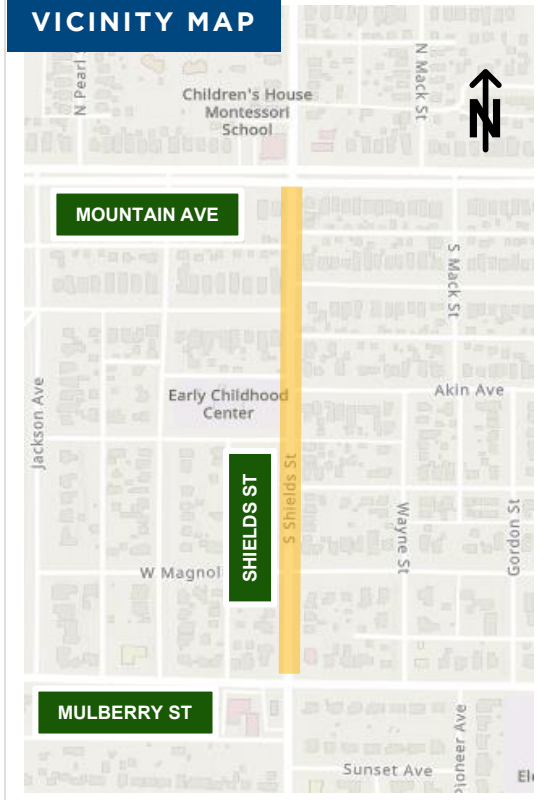 VICINITY MAP
N Pearl S
N Mack St
Children's House
Montessori
School
N
MOUNTAIN AVE
S Mack St
Jackson Ave
Early Childhood
Center
Akin Ave
SHIELDS ST
S Shields St
Wayne St
Gordon St
W Magnol
MULBERRY ST
Pioneer Ave
Sunset Ave
Ele